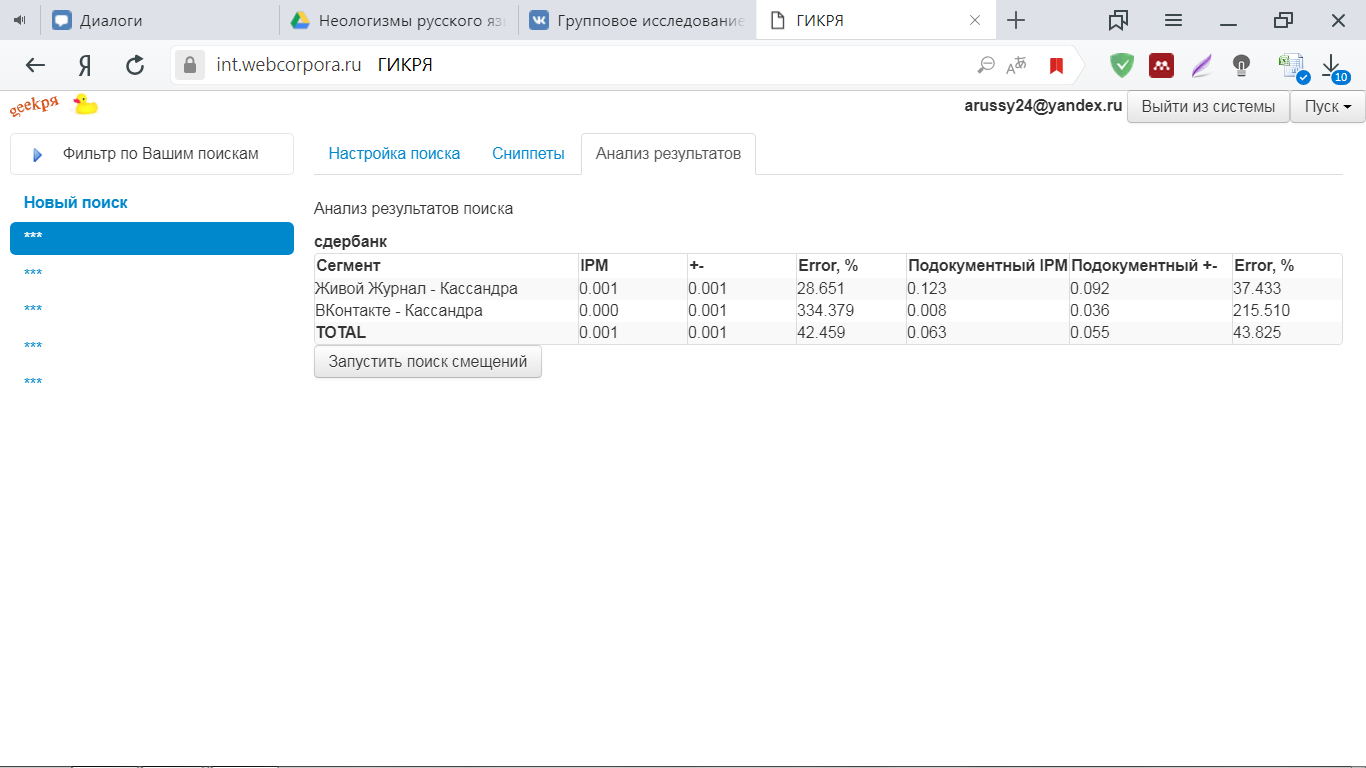 Диалоги Неологизмы русского яз Групповое исследование ГИКРЯ
Я int.webcorpora.ru ГИКРЯ 10
geekря arussy24@yandex.ru Выйти из системы Пуск
Фильтр по Вашим поискам Настройка поиска Сниппеты Анализ результатов
Новый поиск
***
***
***
***
***
Анализ результатов поиска
сдербанк
Сегмент IPM +- Error, % Подокументный IPM Подокументный +- Error, %
Живой Журнал - Кассандра 0.001 0.001 28.651 0.123 0.092 37.433
ВКонтакте - Кассандра 0.000 0.001 334.379 0.008 0.036 215.510
TOTAL 0.001 0.001 42.459 0.063 0.055 43.825
Запустить поиск смещений